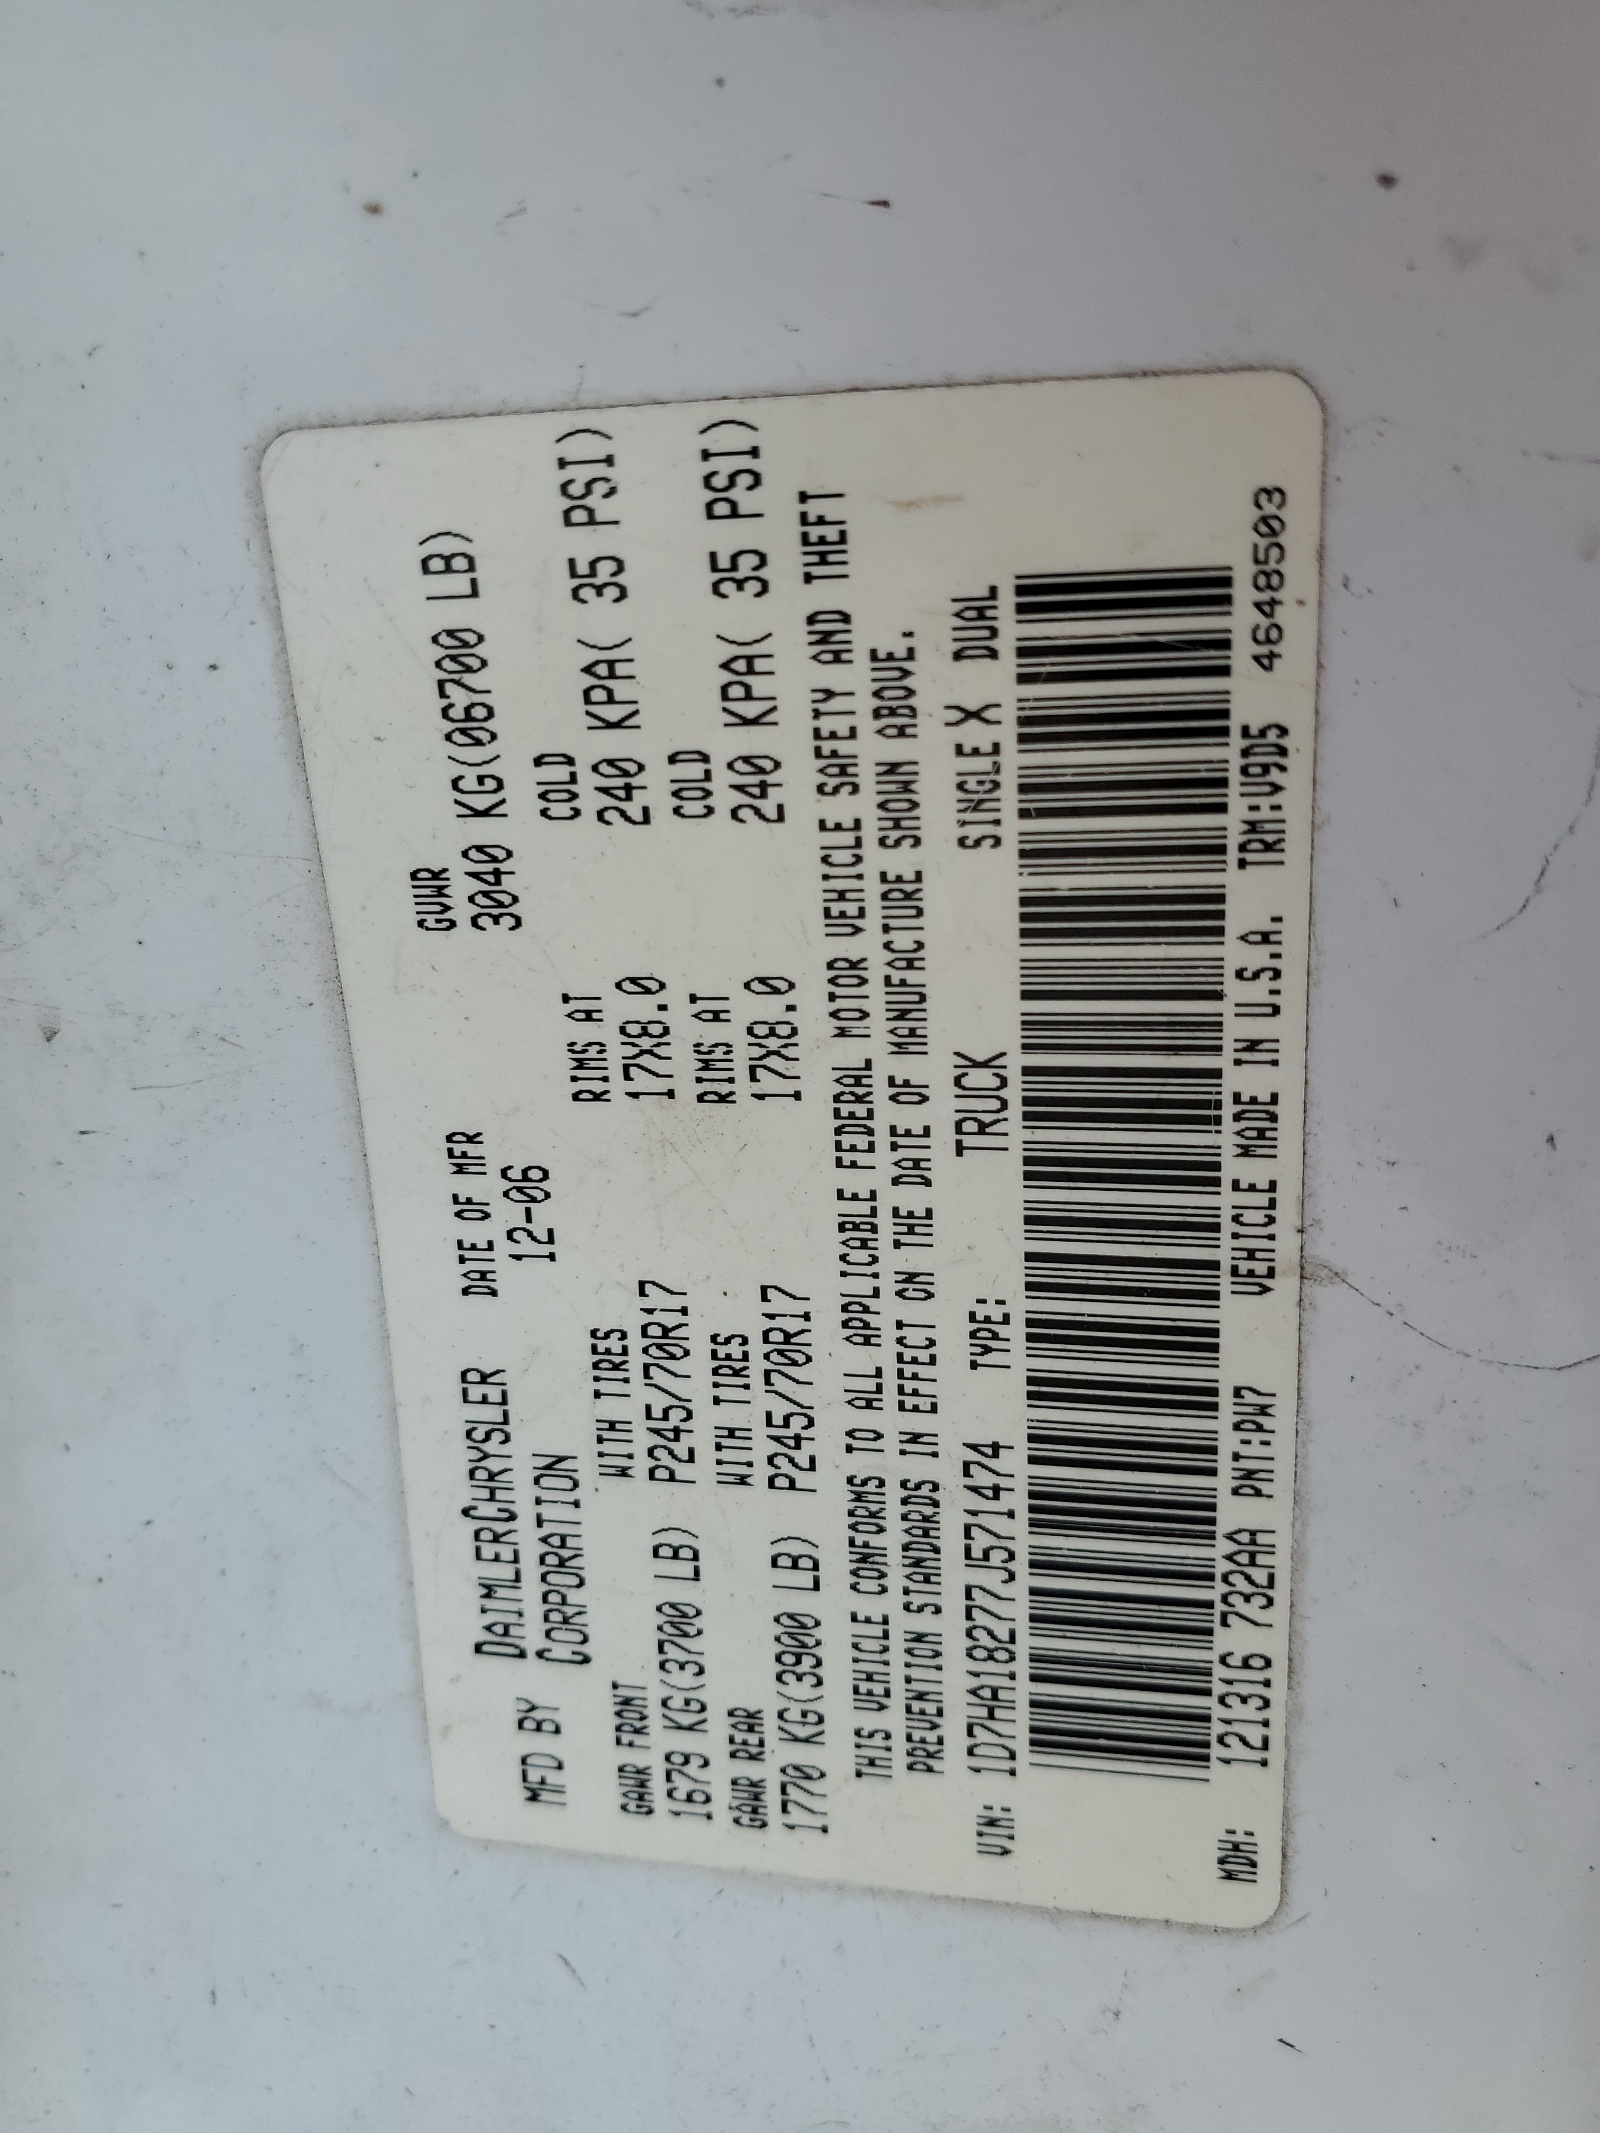 MFD BY DAIMLERCHRYSLER CORPORATION DATE OF MFR 12-06 GVWR 3040 KG(06700 LB)
GAWR FRONT WITH TIRES RIMS AT COLD
1679 KG(3700 LB) P245/70R17 17X8.0 240 KPA( 35 PSI)
GAWR REAR WITH TIRES RIMS AT COLD
1770 KG(3900 LB) P245/70R17 17X8.0 240 KPA( 35 PSI)
THIS VEHICLE CONFORMS TO ALL APPLICABLE FEDERAL MOTOR VEHICLE SAFETY AND THEFT
PREVENTION STANDARDS IN EFFECT ON THE DATE OF MANUFACTURE SHOWN ABOVE.
VIN: 1D7HA18277J571474 TYPE: TRUCK SINGLE X DUAL
MDH: 121316 732AA PNT:PW7 VEHICLE MADE IN U.S.A. TRM:V9D5 4648503